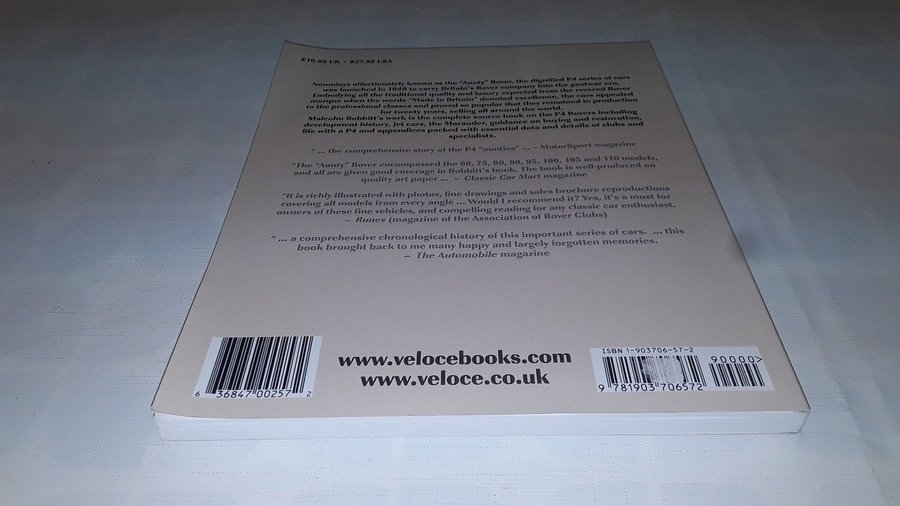 £16.99 UK • $27.95 USA
Nowadays affectionately known as the "Aunty" Rover, the dignified P4 series of cars
was launched in 1949 to carry Britain's Rover company into the postwar era.
Embodying all the traditional quality and luxury expected from the revered Rover
marque when the words "Made in Britain" denoted excellence, the cars appealed
to the professional classes and proved so popular that they remained in production
for twenty years, selling all around the world.
Malcolm Bobbitt's work is the complete source book on the P4 Rovers including
development history, jet cars, the Marauder, guidance on buying and restoration,
life with a P4 and appendices packed with essential data and details of clubs and
specialists.
" ... the comprehensive story of the P4 "aunties" ... – MotorSport magazine
"The "Aunty" Rover encompassed the 60, 75, 80, 90, 95, 100, 105 and 110 models,
and all are given good coverage in Bobbitt's book. The book is well-produced on
quality art paper ... – Classic Car Mart magazine
"It is richly illustrated with photos, line drawings and sales brochure reproductions
covering all models from every angle ... Would I recommend it? Yes, it's a must for
owners of these fine vehicles, and compelling reading for any classic car enthusiast.
– Runes (magazine of the Association of Rover Clubs)
" ... a comprehensive chronological history of this important series of cars. ... this
book brought back to me many happy and largely forgotten memories.
– The Automobile magazine
www.velocebooks.com
www.veloce.co.uk
6 36847 00257 2
ISBN 1-903706-57-2
90000>
9 781903 706572